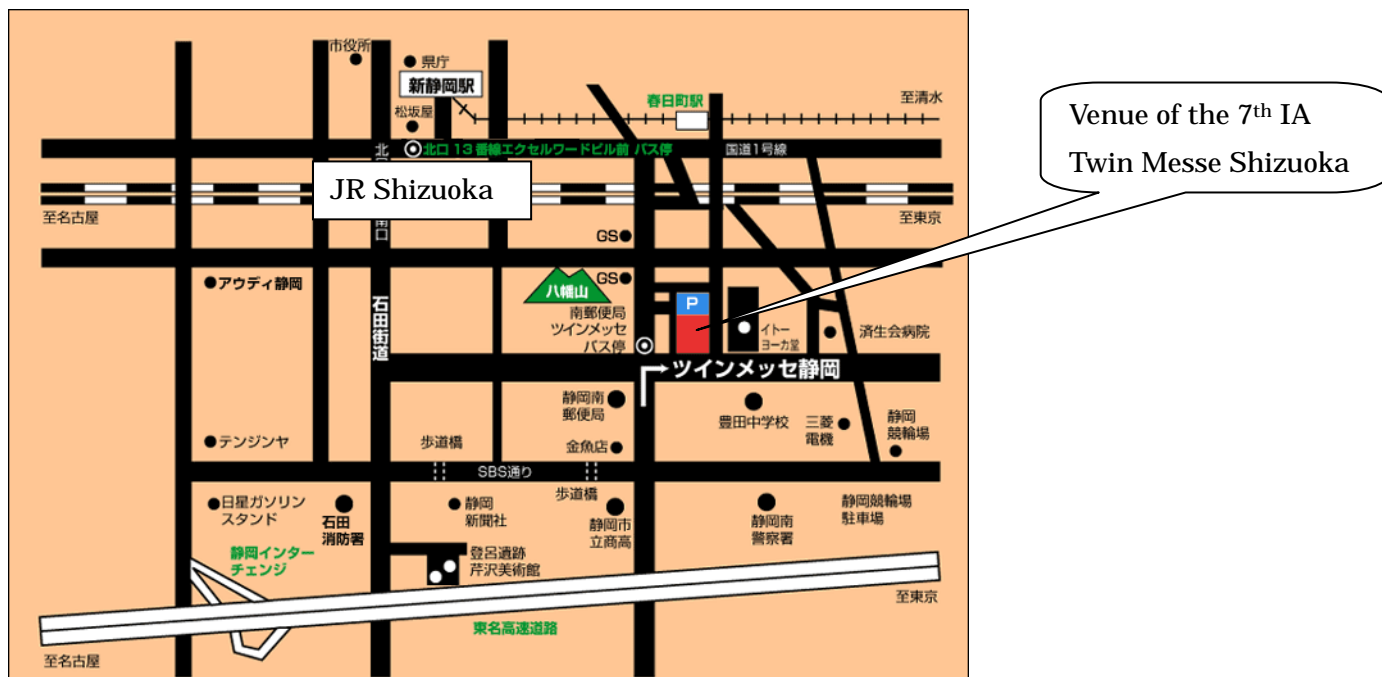 市役所
県庁
新静岡駅
松坂屋
春日町駅
至清水
北口 13 番線エクセルワードビル前 バス停
国道1号線
北
JR Shizuoka
Venue of the 7th IA
Twin Messe Shizuoka
至名古屋
南口
至東京
GS
アウディ静岡
八幡山
GS
P
石田街道
南郵便局
ツインメッセ
バス停
イトー
ヨーカ堂
済生会病院
ツインメッセ静岡
静岡南
郵便局
豊田中学校
三菱
電機
静岡
競輪場
テンジンヤ
歩道橋
金魚店
SBS通り
歩道橋
日星ガソリン
スタンド
石田
消防署
静岡
新聞社
静岡市
立商高
静岡南
警察署
静岡競輪場
駐車場
静岡インター
チェンジ
登呂遺跡
芹沢美術館
至東京
東名高速道路
至名古屋